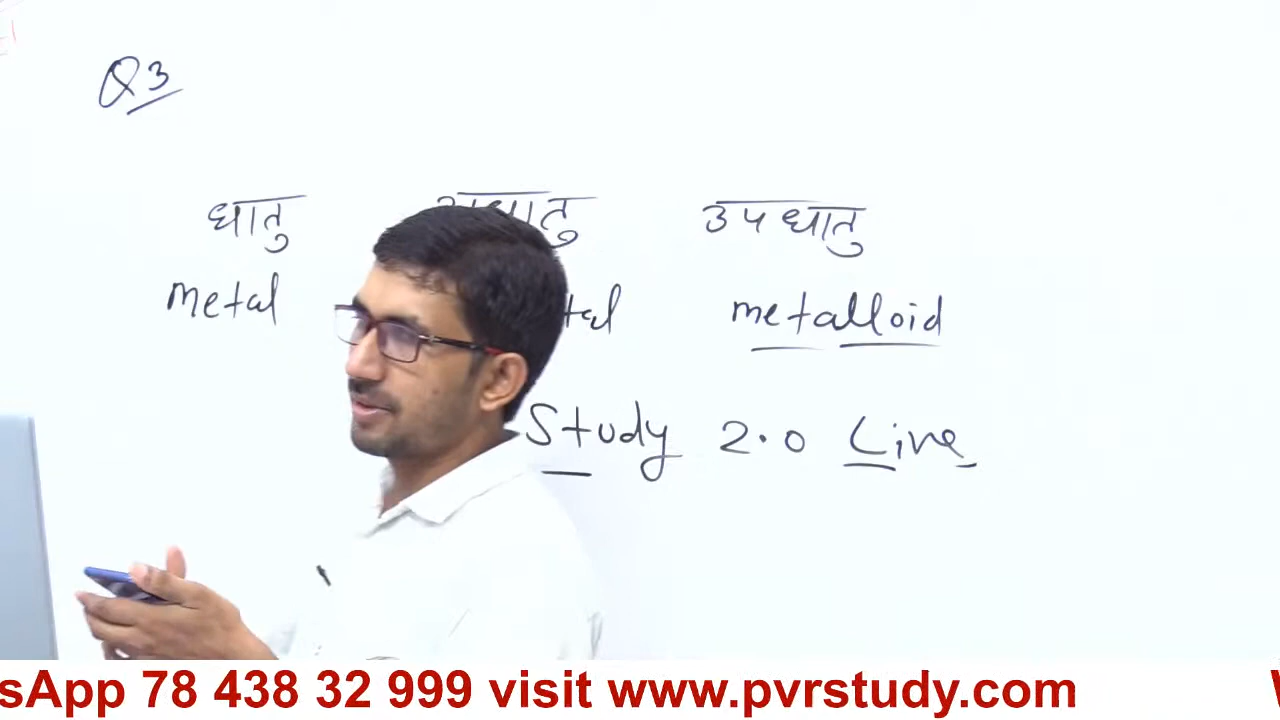 Q3
धातु उपधातु
metal metalloid
Study 2.0 Live
sApp 78 438 32 999 visit www.pvrstudy.com